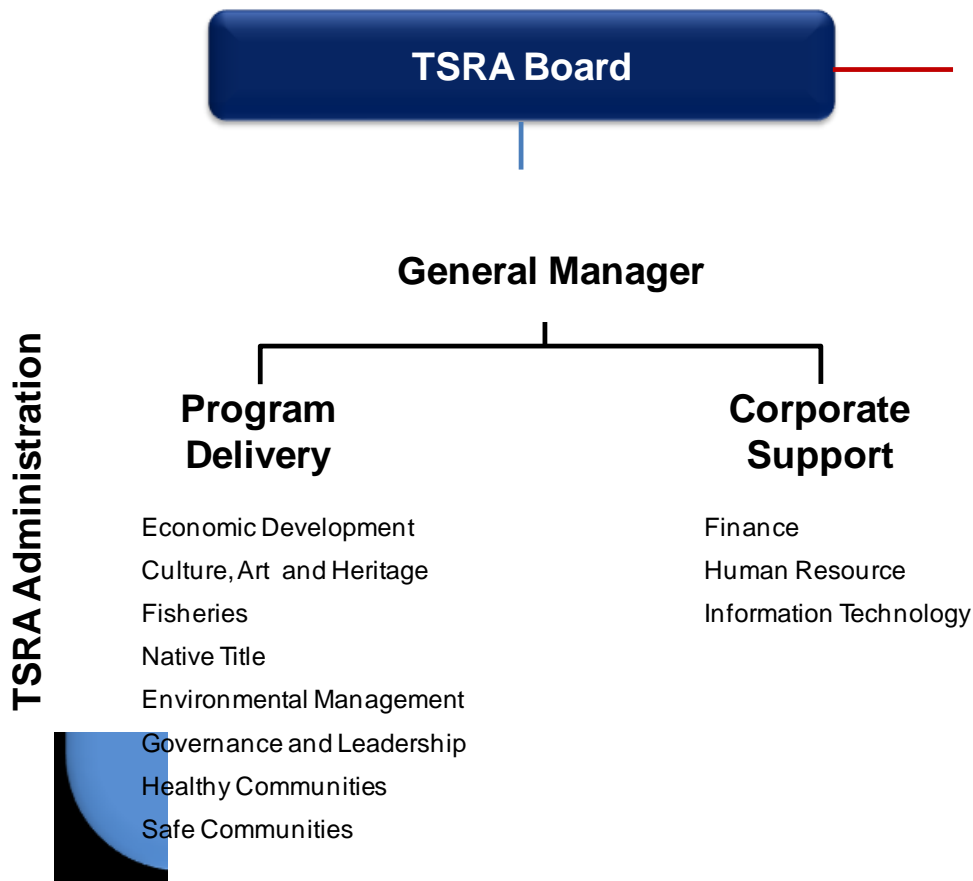 TSRA Board
General Manager
TSRA Administration
Program
Delivery
Corporate
Support
Economic Development
Culture, Art and Heritage
Fisheries
Native Title
Environmental Management
Governance and Leadership
Healthy Communities
Safe Communities
Finance
Human Resource
Information Technology